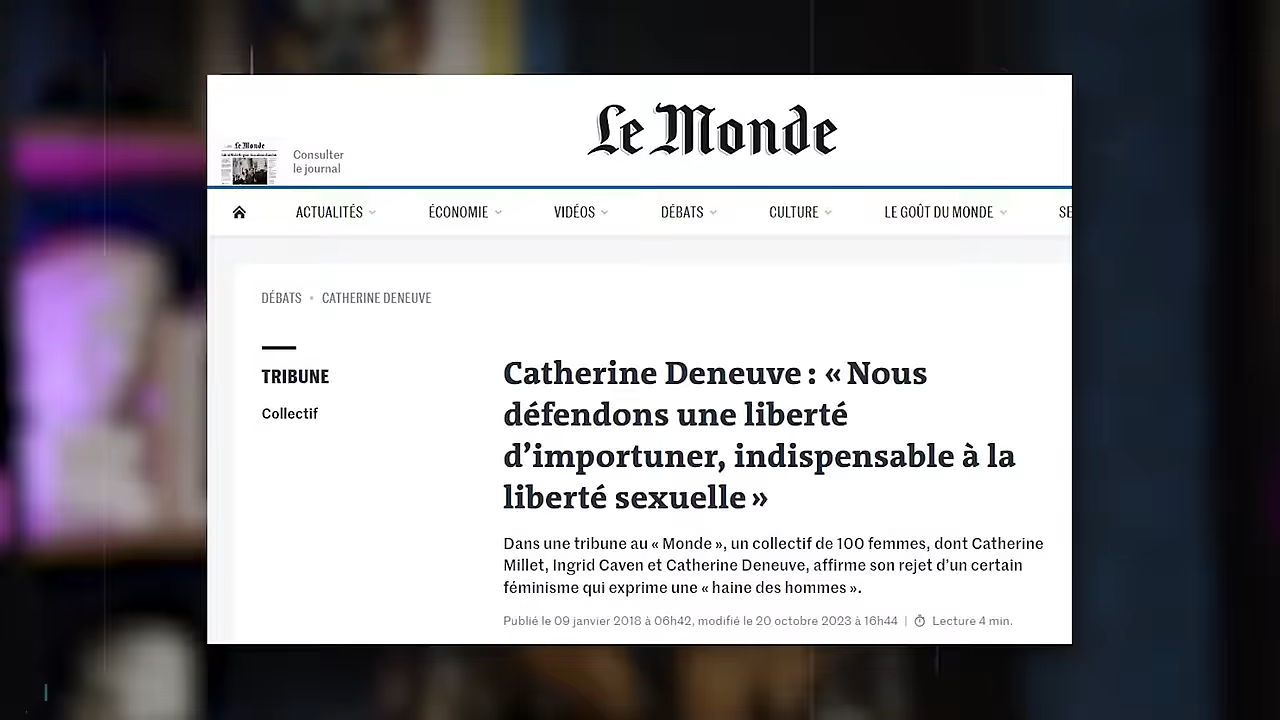 Le Monde
Le Monde
Consulter
le journal
ACTUALITÉS
ÉCONOMIE
VIDÉOS
DÉBATS
CULTURE
LE GOÛT DU MONDE
SE
DÉBATS • CATHERINE DENEUVE
TRIBUNE
Collectif
Catherine Deneuve : « Nous
défendons une liberté
d’importuner, indispensable à la
liberté sexuelle »
Dans une tribune au « Monde », un collectif de 100 femmes, dont Catherine
Millet, Ingrid Caven et Catherine Deneuve, affirme son rejet d’un certain
féminisme qui exprime une « haine des hommes ».
Publié le 09 janvier 2018 à 06h42, modifié le 20 octobre 2023 à 16h44 | Lecture 4 min.